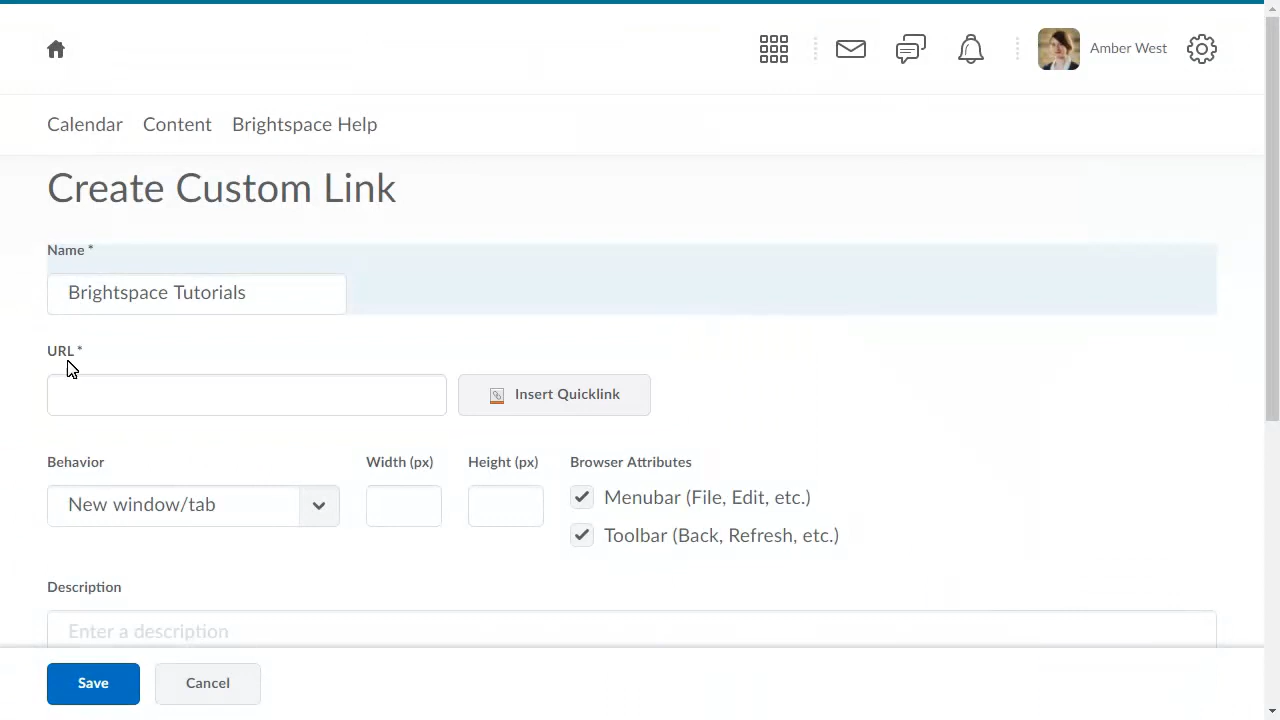 Amber West
Calendar Content Brightspace Help
Create Custom Link
Name *
Brightspace Tutorials
URL *
Insert Quicklink
Behavior Width (px) Height (px) Browser Attributes
New window/tab Menubar (File, Edit, etc.)
Toolbar (Back, Refresh, etc.)
Description
Enter a description
Save Cancel